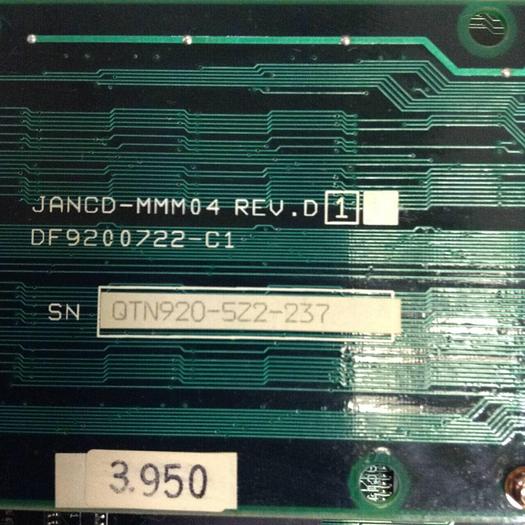 JANCD-MMM04 REV.D 1
DF9200722-C1
SN QTN920-5Z2-237
3.950